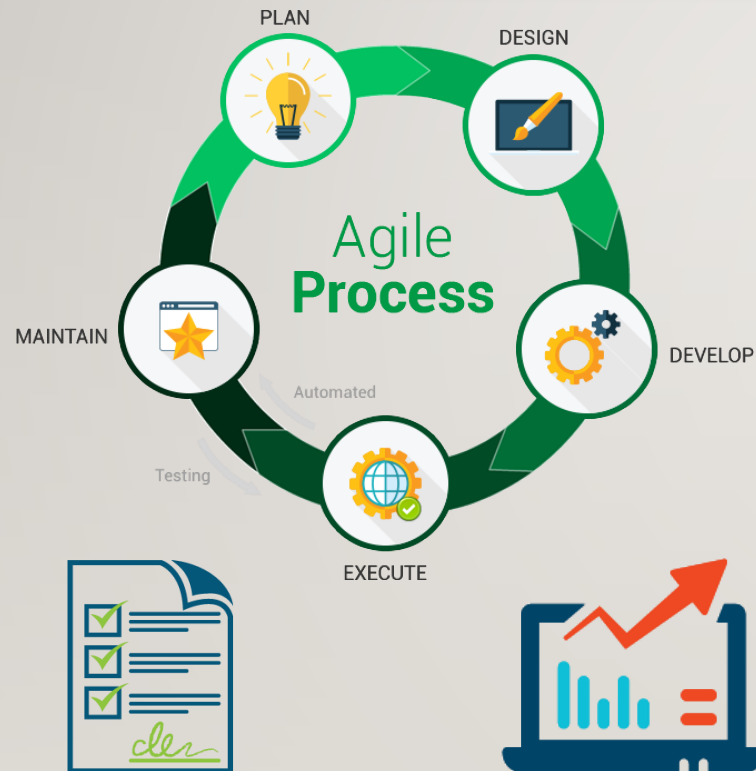 PLAN
DESIGN
Agile
Process
MAINTAIN
DEVELOP
Automated
Testing
EXECUTE